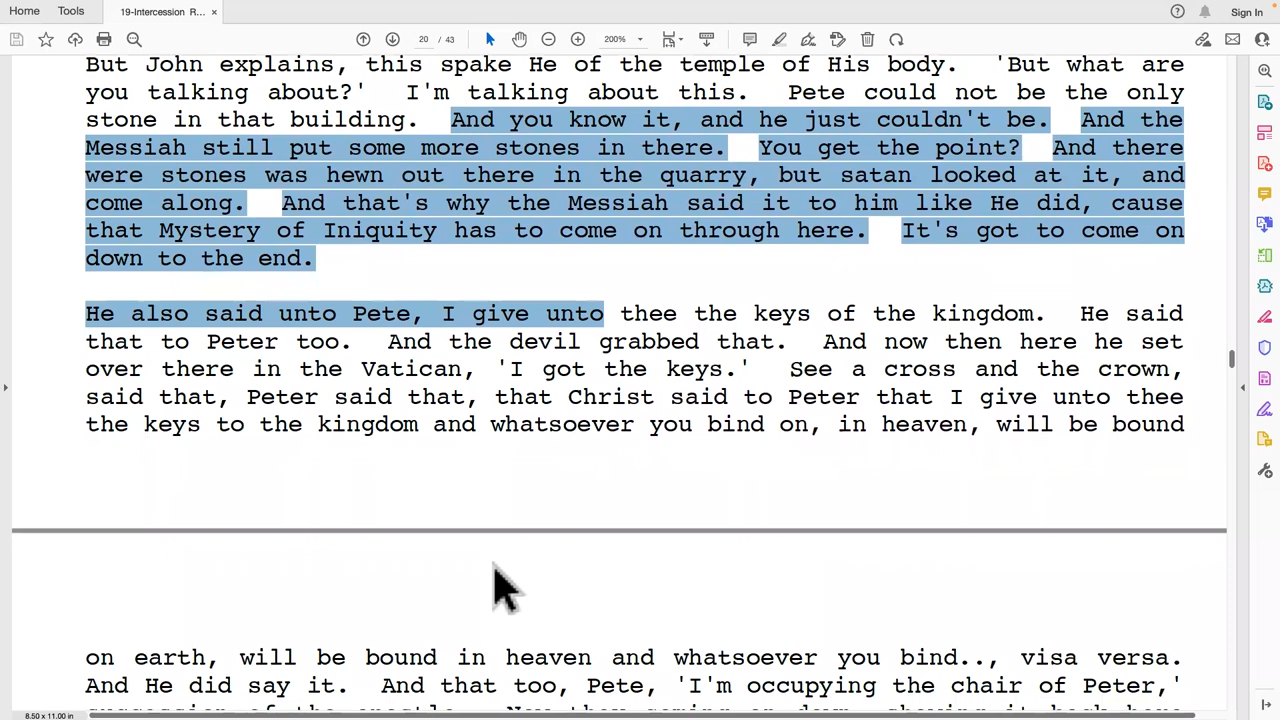 Home Tools 19-Intercession R... × Sign In
20 / 43 200%
But John explains, this spake He of the temple of His body. 'But what are
you talking about?' I'm talking about this. Pete could not be the only
stone in that building. And you know it, and he just couldn't be. And the
Messiah still put some more stones in there. You get the point? And there
were stones was hewn out there in the quarry, but satan looked at it, and
come along. And that's why the Messiah said it to him like He did, cause
that Mystery of Iniquity has to come on through here. It's got to come on
down to the end.
He also said unto Pete, I give unto thee the keys of the kingdom. He said
that to Peter too. And the devil grabbed that. And now then here he set
over there in the Vatican, 'I got the keys.' See a cross and the crown,
said that, Peter said that, that Christ said to Peter that I give unto thee
the keys to the kingdom and whatsoever you bind on, in heaven, will be bound
on earth, will be bound in heaven and whatsoever you bind.., visa versa.
And He did say it. And that too, Pete, 'I'm occupying the chair of Peter,'
8.50 x 11.00 in